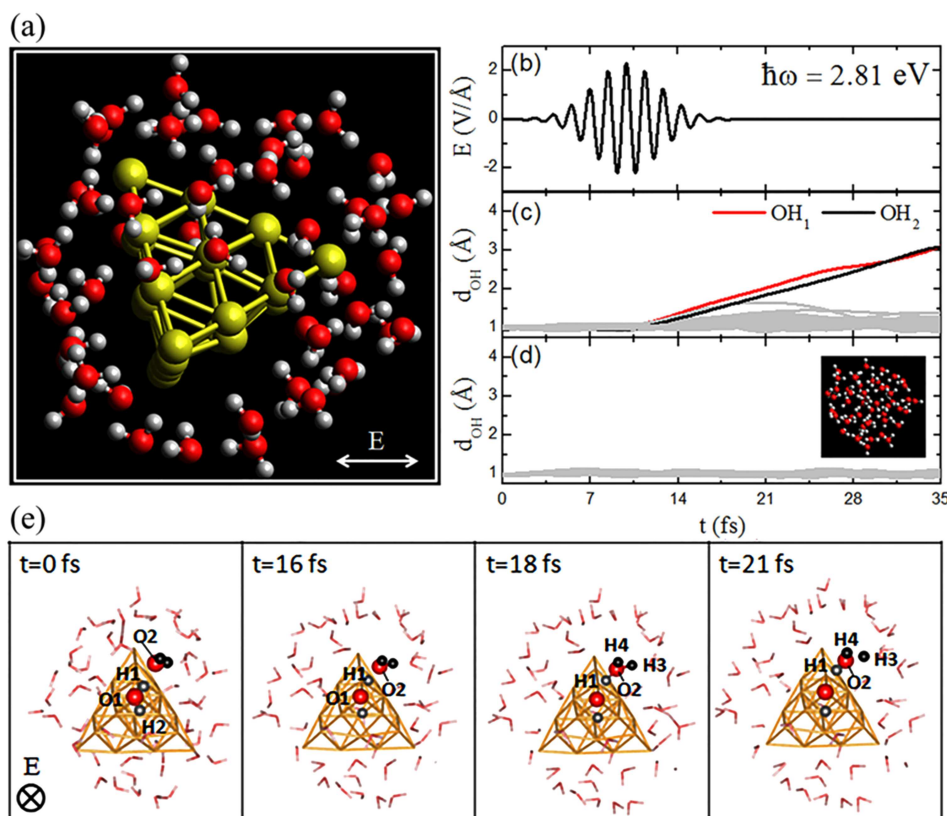 (a)
E
(b)
ħω = 2.81 eV
E (V/Å)
2
0
-2
(c)
OH₁ OH₂
d_OH (Å)
4
3
2
1
(d)
d_OH (Å)
4
3
2
1
0 7 14 21 28 35
t (fs)
(e)
t=0 fs
O2
H1
O1
H2
E
t=16 fs
H1
O2
O1
t=18 fs
H4
H3
H1
O2
O1
t=21 fs
H4
H1
H3
O2